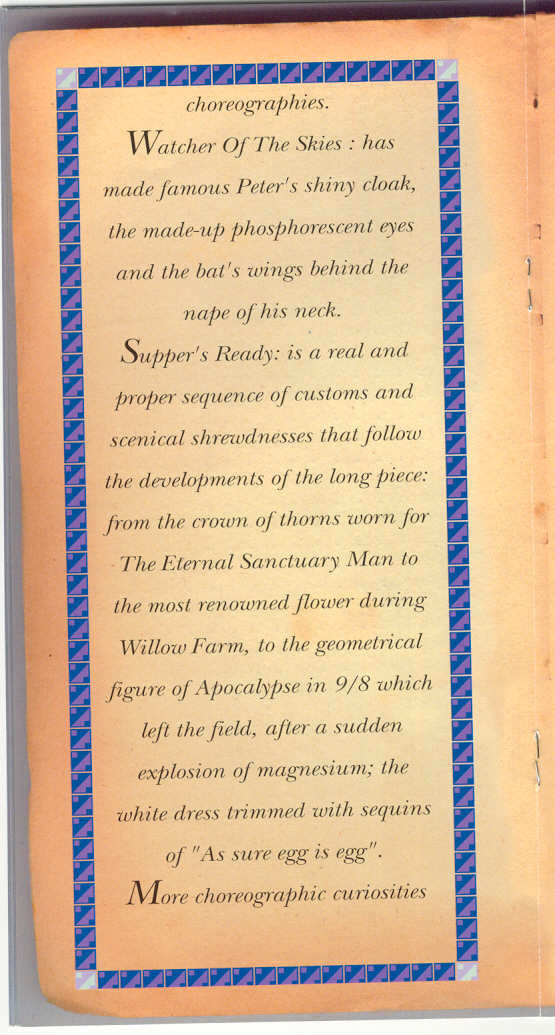 choreographies.
Watcher Of The Skies : has
made famous Peter's shiny cloak,
the made-up phosphorescent eyes
and the bat's wings behind the
nape of his neck.
Supper's Ready: is a real and
proper sequence of customs and
scenical shrewdnesses that follow
the developments of the long piece:
from the crown of thorns worn for
The Eternal Sanctuary Man to
the most renowned flower during
Willow Farm, to the geometrical
figure of Apocalypse in 9/8 which
left the field, after a sudden
explosion of magnesium; the
white dress trimmed with sequins
of "As sure egg is egg".
More choreographic curiosities